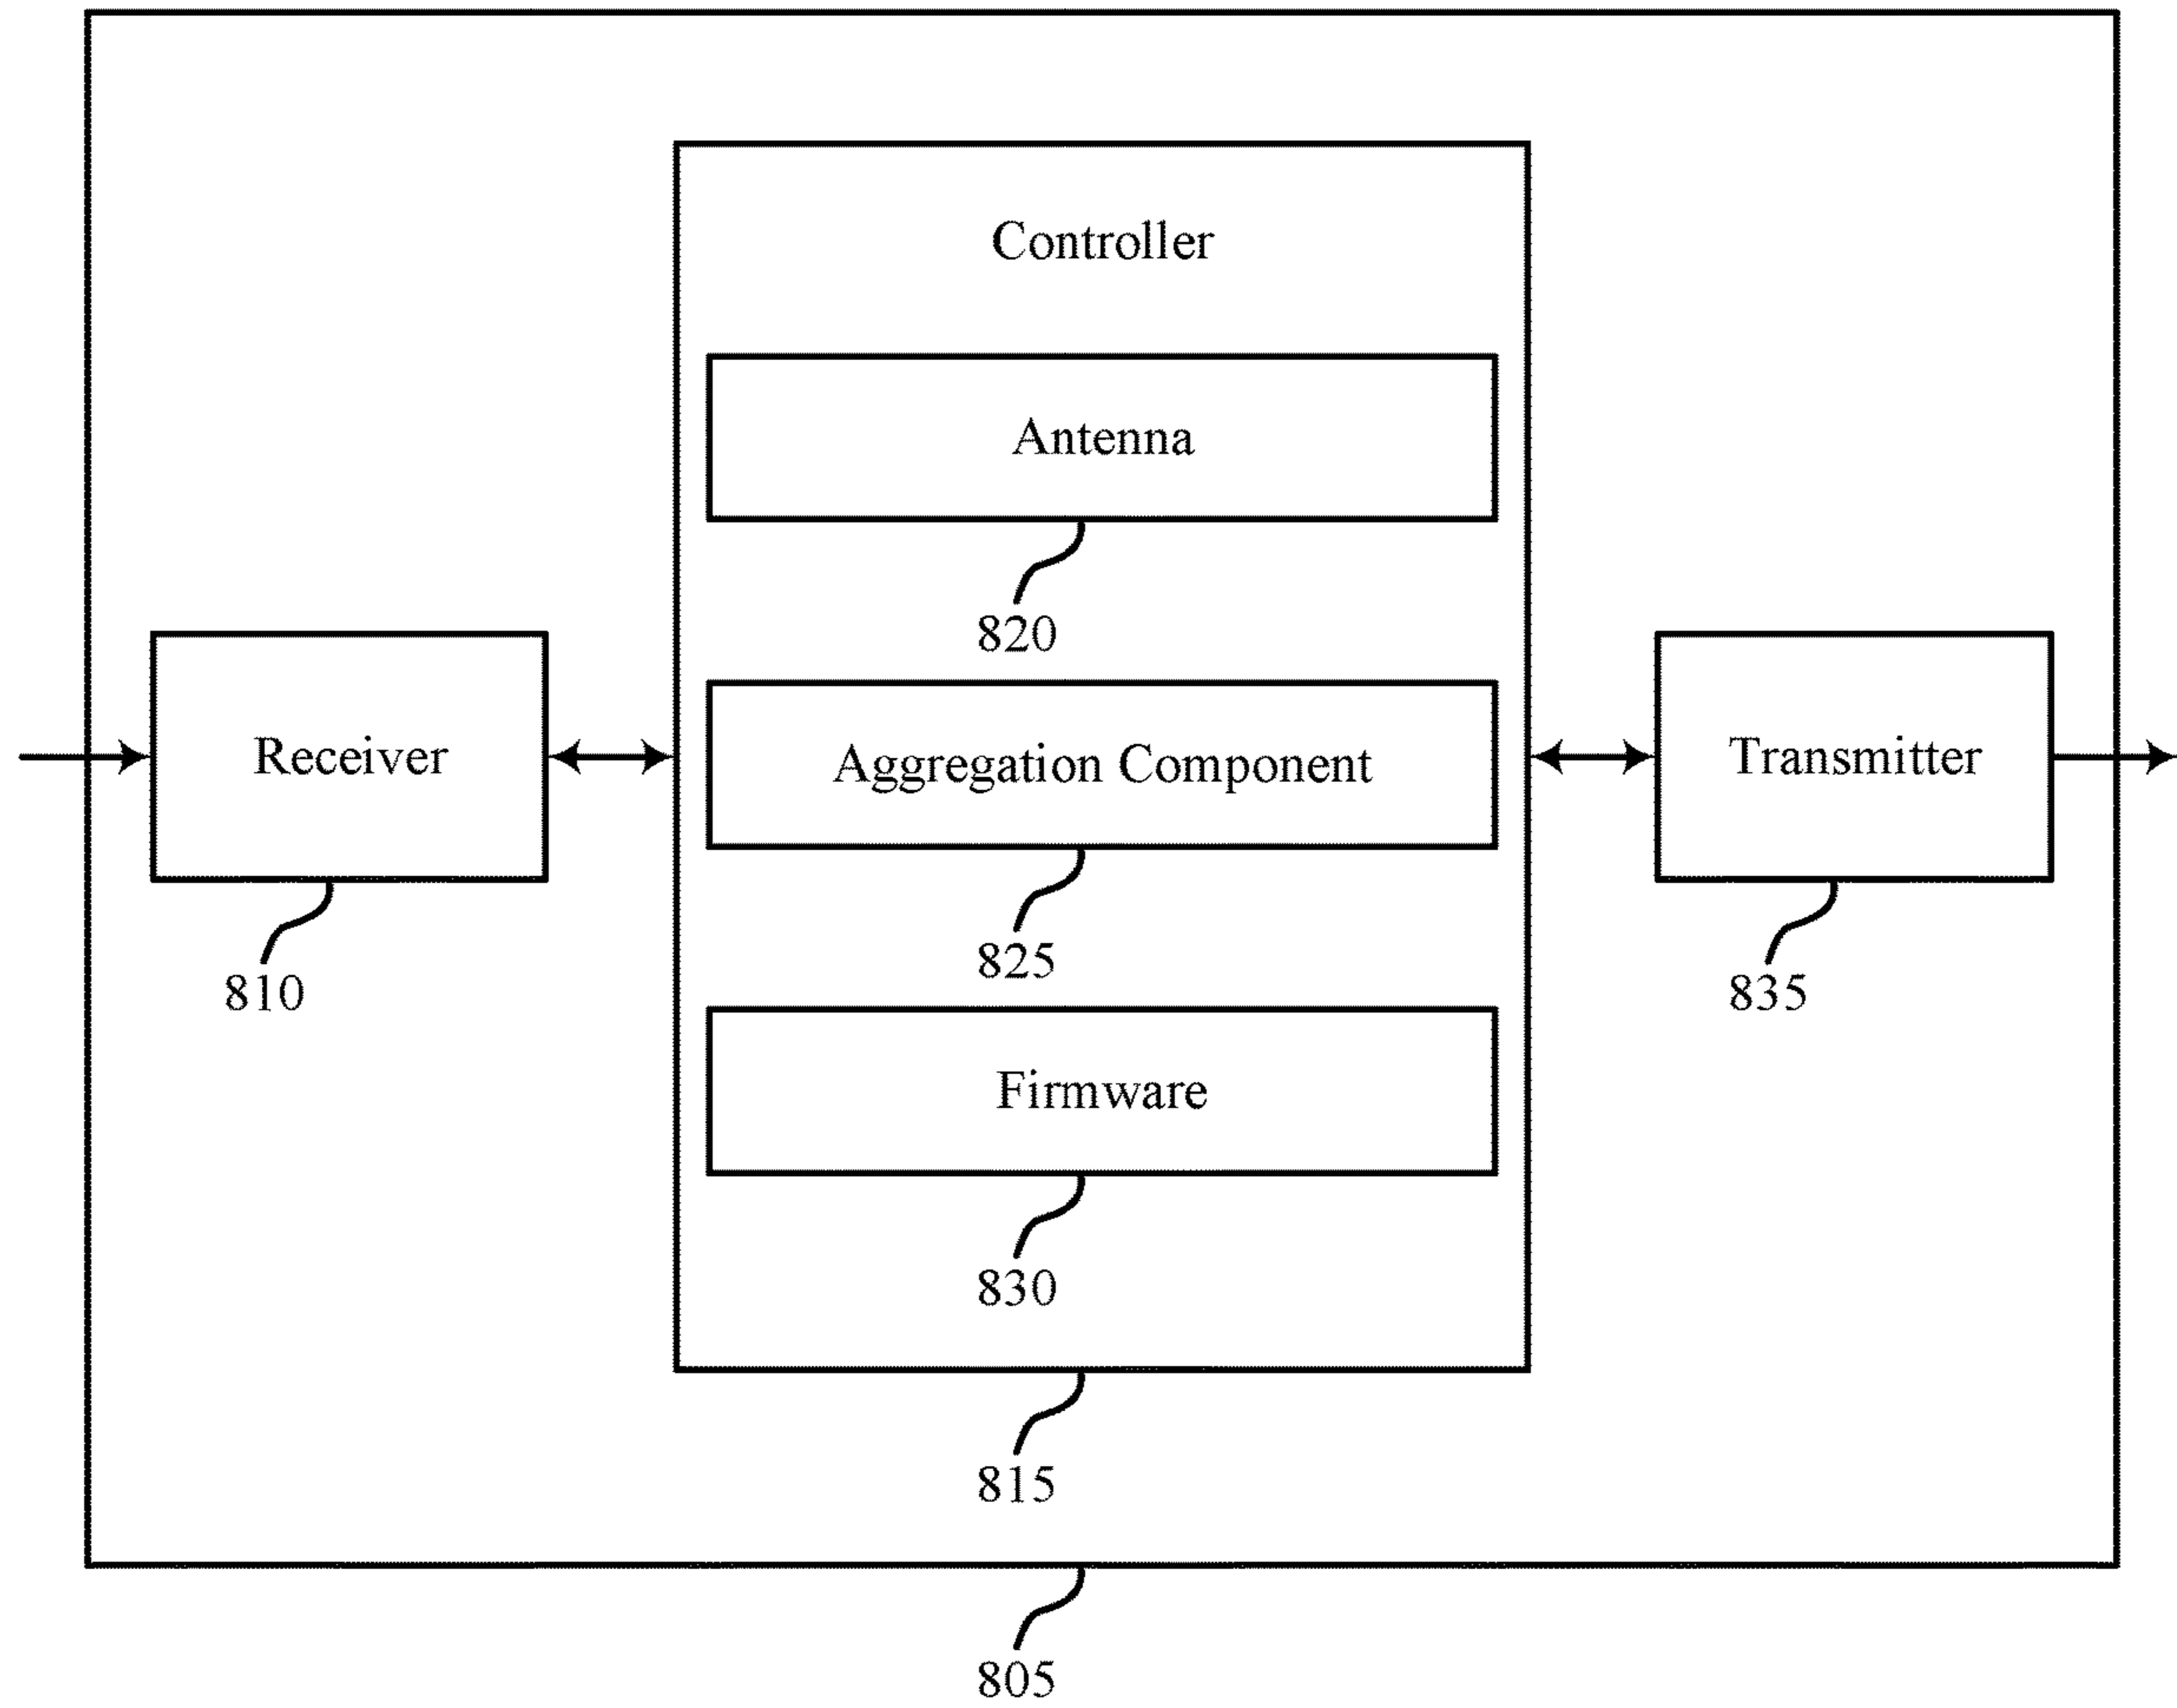 Controller
Antenna
820
Receiver
810
Aggregation Component
825
Transmitter
835
Firmware
830
815
805